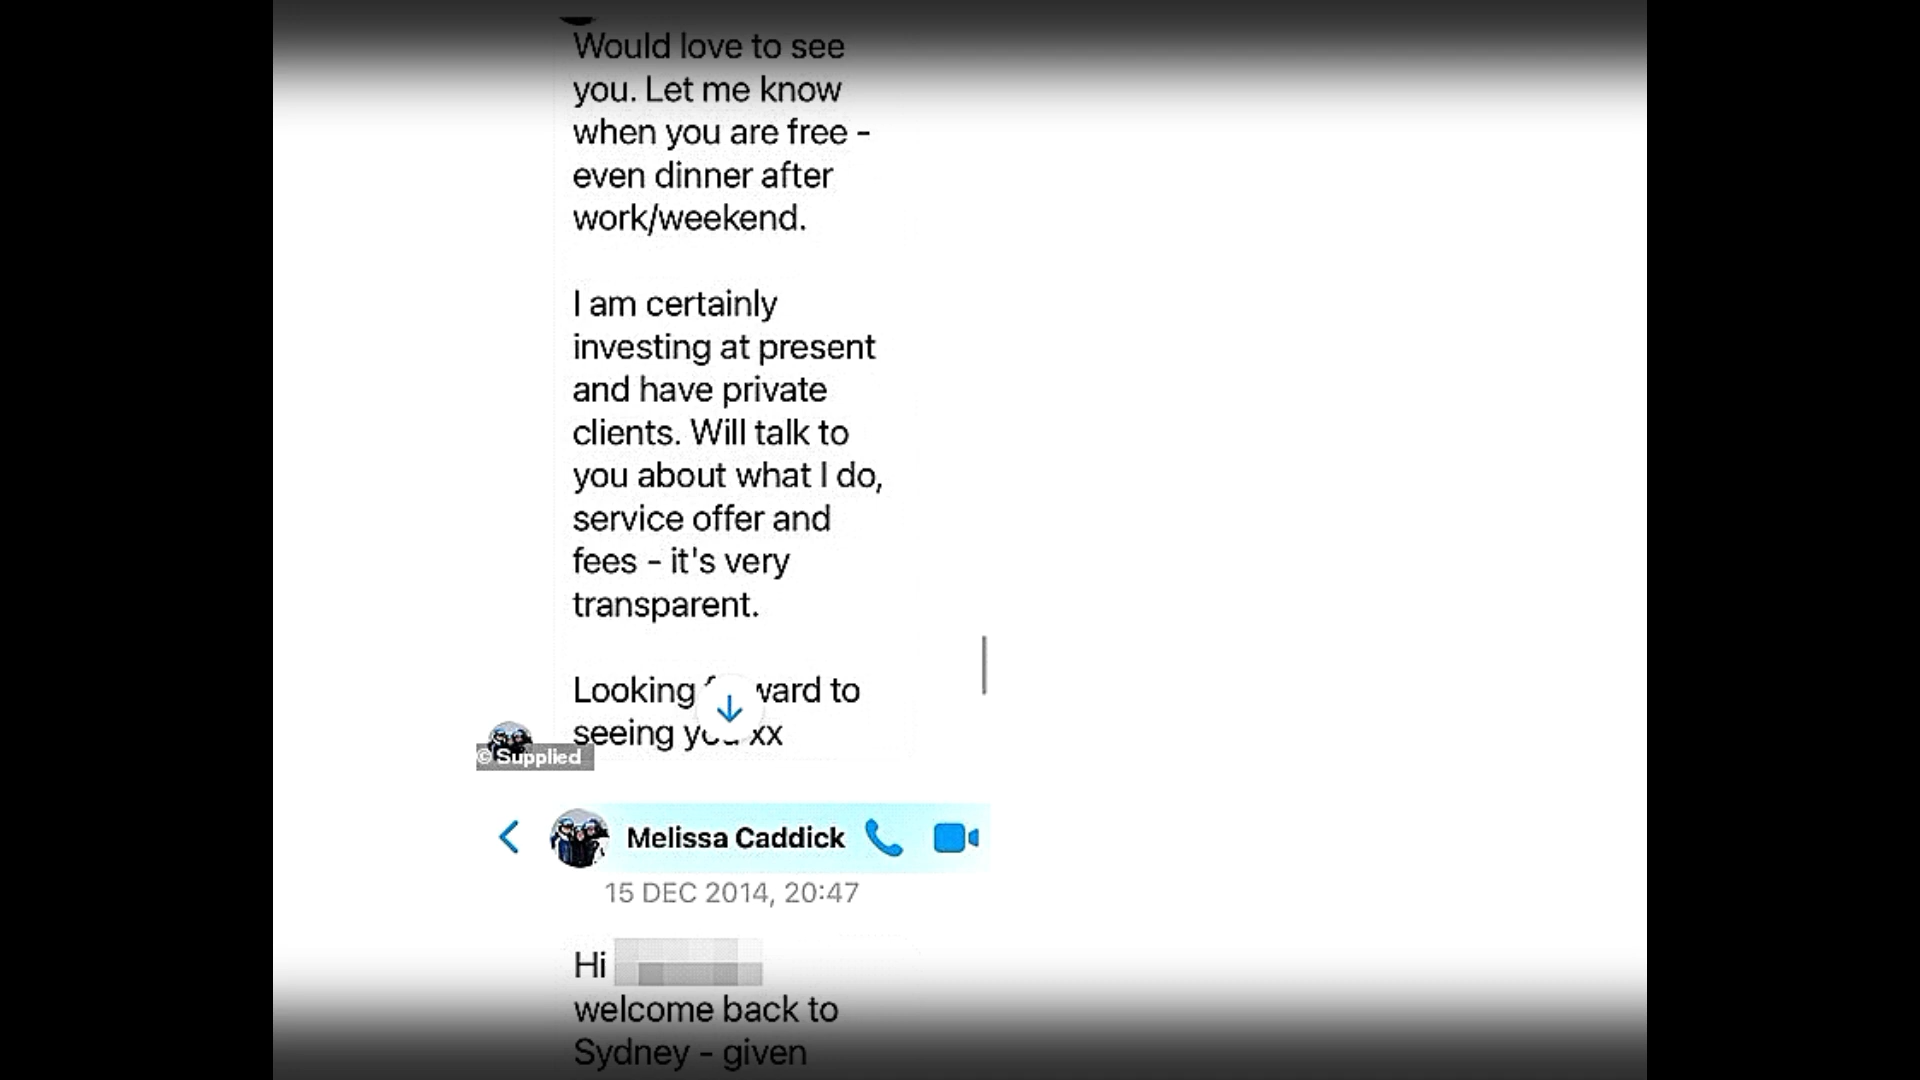 Would love to see
you. Let me know
when you are free -
even dinner after
work/weekend.
I am certainly
investing at present
and have private
clients. Will talk to
you about what I do,
service offer and
fees - it's very
transparent.
Looking forward to
seeing you xx
© Supplied
Melissa Caddick
15 DEC 2014, 20:47
Hi
welcome back to
Sydney - given